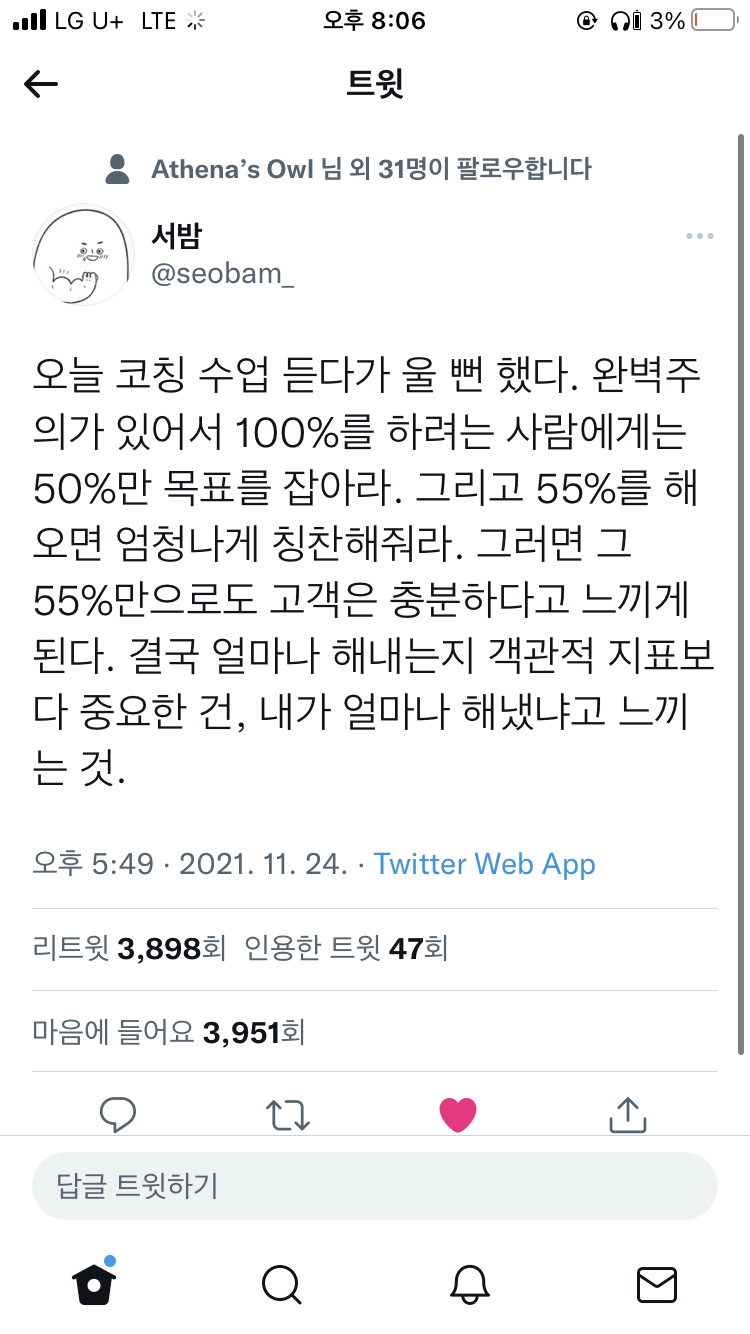 LG U+ LTE 오후 8:06 3%
트윗
Athena’s Owl 님 외 31명이 팔로우합니다
서밤
@seobam_
오늘 코칭 수업 듣다가 울 뻔 했다. 완벽주
의가 있어서 100%를 하려는 사람에게는
50%만 목표를 잡아라. 그리고 55%를 해
오면 엄청나게 칭찬해줘라. 그러면 그
55%만으로도 고객은 충분하다고 느끼게
된다. 결국 얼마나 해내는지 객관적 지표보
다 중요한 건, 내가 얼마나 해냈냐고 느끼
는 것.
오후 5:49 · 2021. 11. 24. · Twitter Web App
리트윗 3,898회 인용한 트윗 47회
마음에 들어요 3,951회
답글 트윗하기